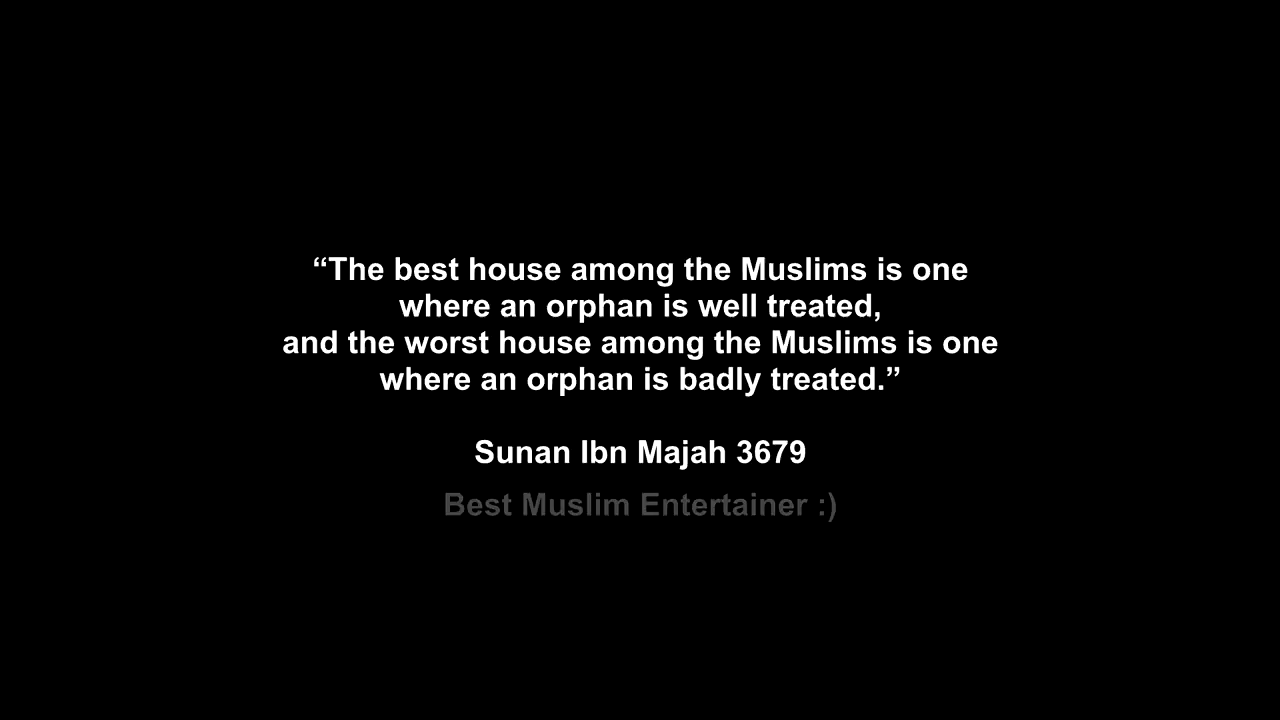 “The best house among the Muslims is one
where an orphan is well treated,
and the worst house among the Muslims is one
where an orphan is badly treated.”
Sunan Ibn Majah 3679
Best Muslim Entertainer :)